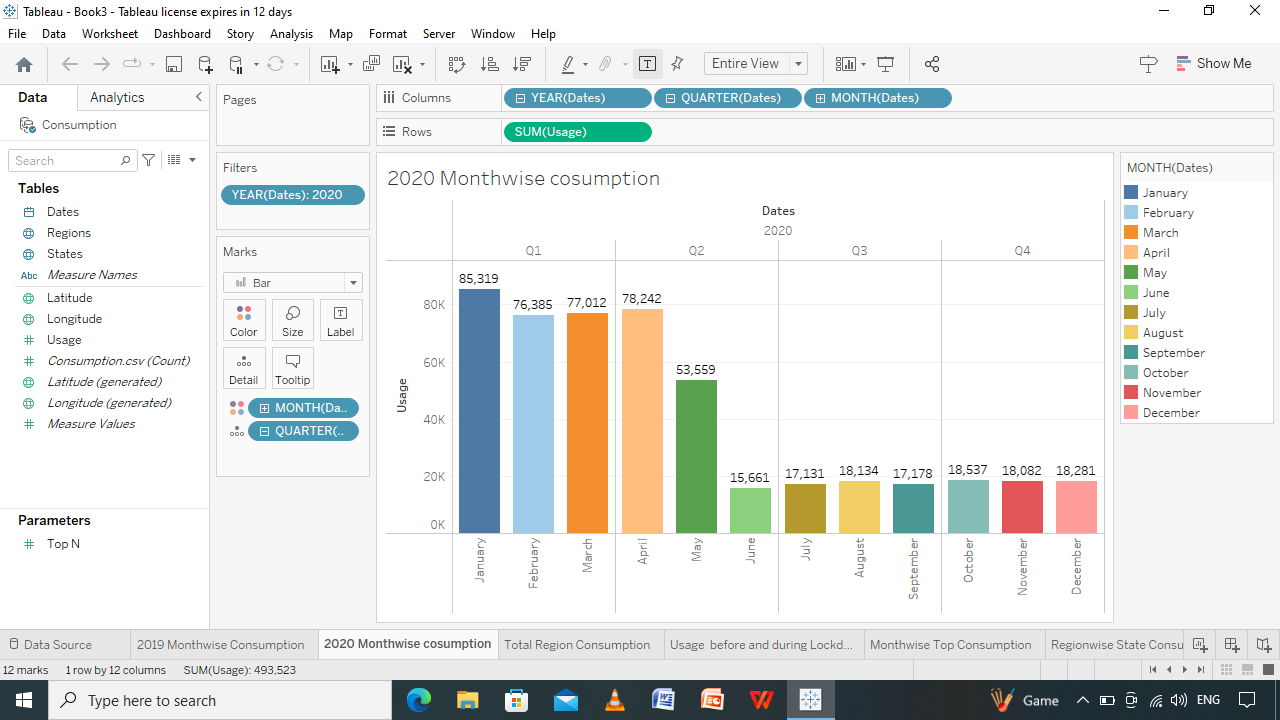 Tableau - Book3 - Tableau license expires in 12 days
File Data Worksheet Dashboard Story Analysis Map Format Server Window Help
Entire View
Show Me
Data Analytics
Consumption
Search
Tables
Dates
Regions
States
Abc Measure Names
Latitude
Longitude
Usage
Consumption.csv (Count)
Latitude (generated)
Longitude (generated)
Measure Values
Parameters
Top N
Pages
Filters
YEAR(Dates): 2020
Marks
Bar
Color Size Label
Detail Tooltip
MONTH(Da..
QUARTER(..
Columns YEAR(Dates) QUARTER(Dates) MONTH(Dates)
Rows SUM(Usage)
2020 Monthwise cosumption
Dates
2020
Q1 Q2 Q3 Q4
Usage
80K
60K
40K
20K
0K
85,319 76,385 77,012 78,242 53,559 15,661 17,131 18,134 17,178 18,537 18,082 18,281
January February March April May June July August September October November December
MONTH(Dates)
January
February
March
April
May
June
July
August
September
October
November
December
Data Source 2019 Monthwise Consumption 2020 Monthwise cosumption Total Region Consumption Usage before and during Lockd... Monthwise Top Consumption Regionwise State Consu
12 marks 1 row by 12 columns SUM(Usage): 493,523
Type here to search
Game
ENG